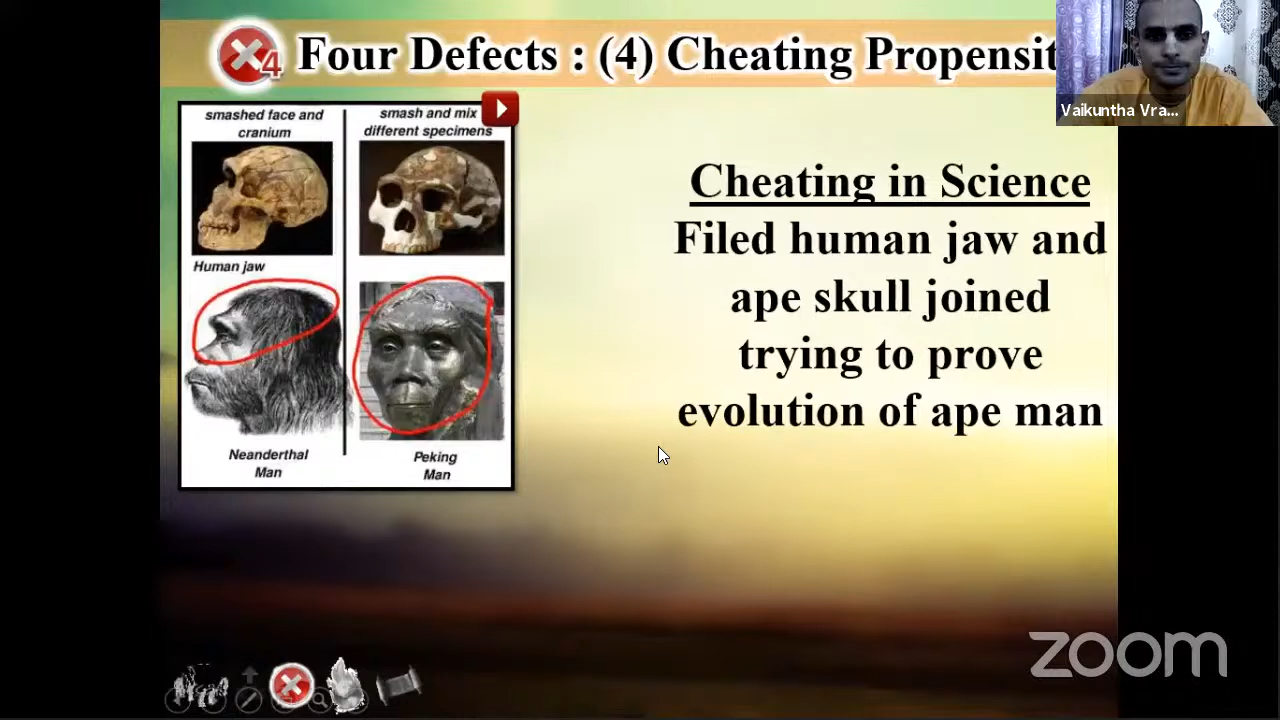 Four Defects : (4) Cheating Propensit
4
Vaikuntha Vra...
smashed face and
cranium
smash and mix
different specimens
Human jaw
Neanderthal
Man
Peking
Man
Cheating in Science
Filed human jaw and
ape skull joined
trying to prove
evolution of ape man
zoom